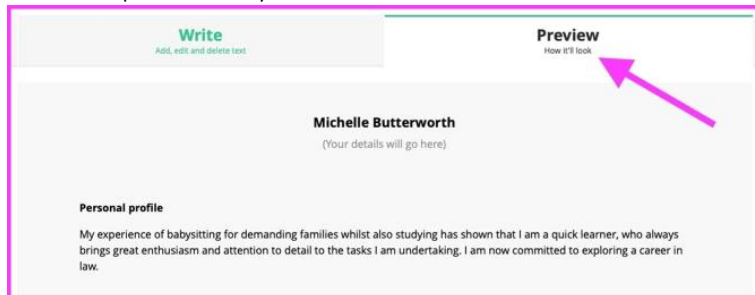 Write
Add, edit and delete text
Preview
How it'll look
Michelle Butterworth
(Your details will go here)
Personal profile
My experience of babysitting for demanding families whilst also studying has shown that I am a quick learner, who always
brings great enthusiasm and attention to detail to the tasks I am undertaking. I am now committed to exploring a career in
law.